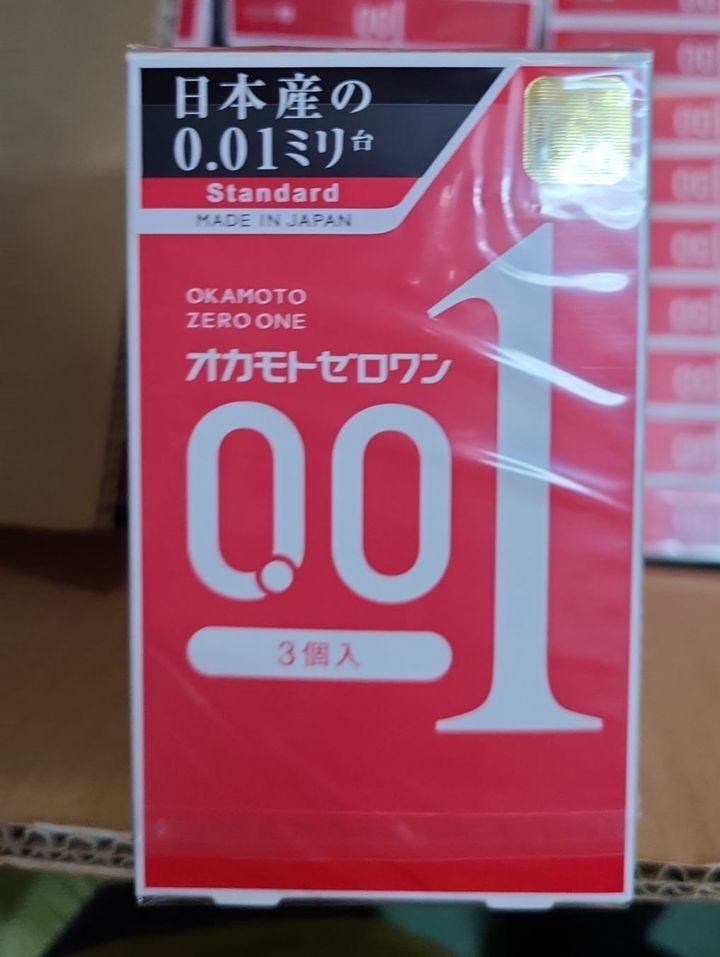 日本産の
0.01ミリ台
Standard
MADE IN JAPAN
OKAMOTO
ZERO ONE
オカモトゼロワン
0.01
3個入